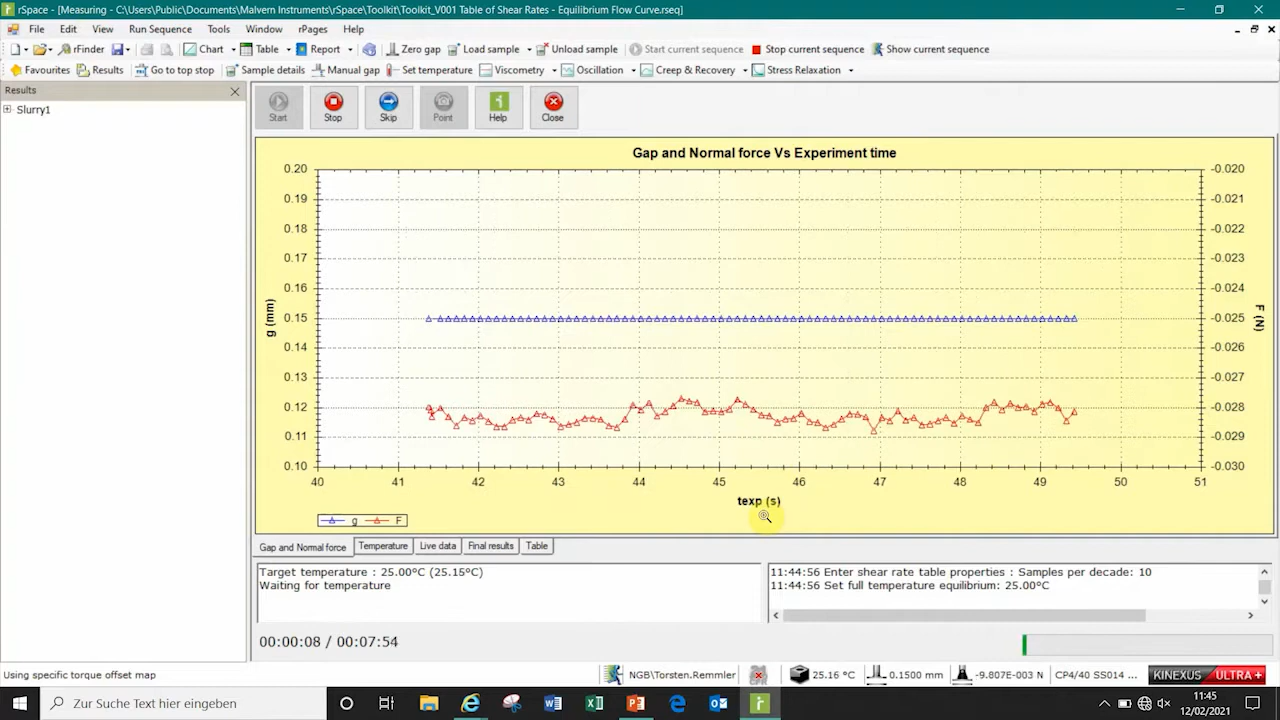 rSpace - [Measuring - C:\Users\Public\Documents\Malvern Instruments\rSpace\Toolkit\Toolkit_V001 Table of Shear Rates - Equilibrium Flow Curve.rseq]
File Edit View Run Sequence Tools Window rPages Help
rFinder Chart Table Report Zero gap Load sample Unload sample Start current sequence Stop current sequence Show current sequence
Favourites Results Go to top stop Sample details Manual gap Set temperature Viscometry Oscillation Creep & Recovery Stress Relaxation
Results
Slurry1
Start Stop Skip Point Help Close
Gap and Normal force Vs Experiment time
0.20 -0.020
0.19 -0.021
0.18 -0.022
0.17 -0.023
0.16 -0.024
0.15 -0.025
0.14 -0.026
0.13 -0.027
0.12 -0.028
0.11 -0.029
0.10 -0.030
g (mm)
F (N)
40 41 42 43 44 45 46 47 48 49 50 51
texp (s)
g F
Gap and Normal force Temperature Live data Final results Table
Target temperature : 25.00°C (25.15°C)
Waiting for temperature
11:44:56 Enter shear rate table properties : Samples per decade: 10
11:44:56 Set full temperature equilibrium: 25.00°C
00:00:08 / 00:07:54
Using specific torque offset map NGB\Torsten.Remmler 25.16 °C 0.1500 mm -9.807E-003 N CP4/40 SS014 ... KINEXUS ULTRA+
Zur Suche Text hier eingeben
11:45
12/02/2021